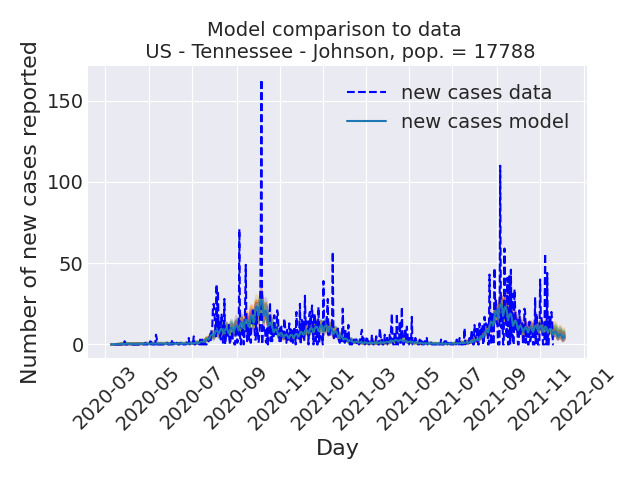 Model comparison to data
US - Tennessee - Johnson, pop. = 17788
Number of new cases reported
150
100
50
0
new cases data
new cases model
2020-03
2020-05
2020-07
2020-09
2020-11
2021-01
2021-03
2021-05
2021-07
2021-09
2021-11
2022-01
Day